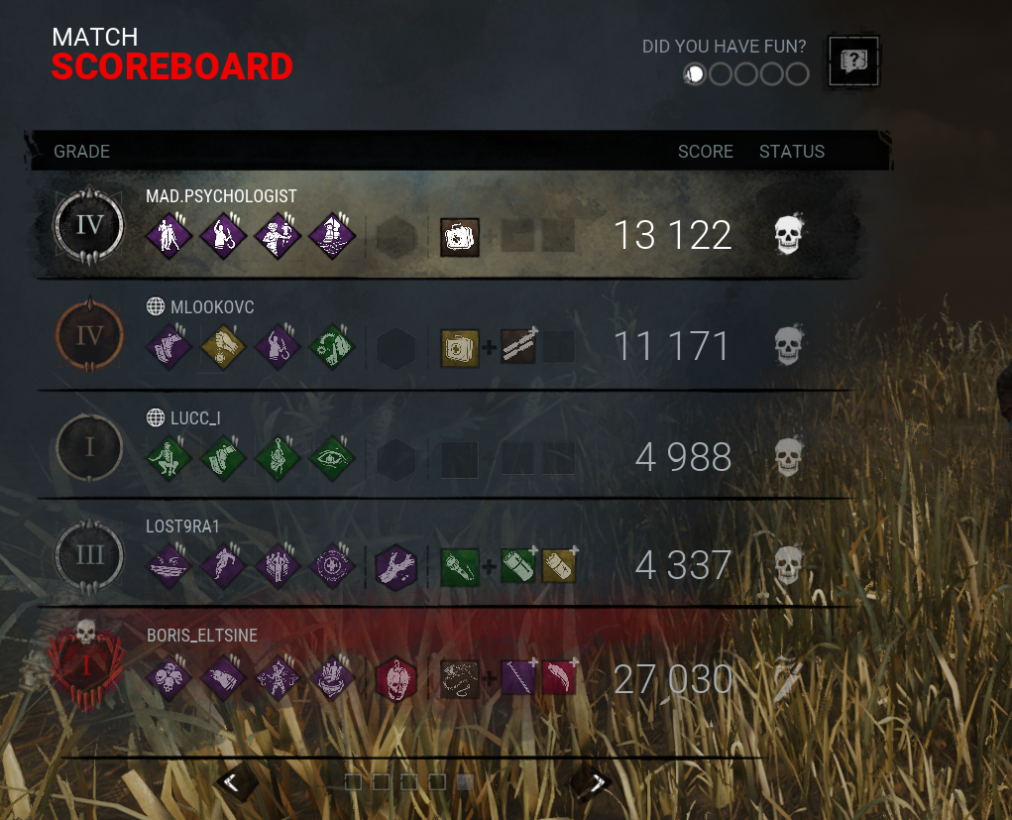 MATCH
SCOREBOARD
DID YOU HAVE FUN?
?
GRADE SCORE STATUS
MAD.PSYCHOLOGIST
IV 13 122
MLOOKOVC
IV 11 171
LUCC_I
I 4 988
LOST9RA1
III 4 337
BORIS_ELTSINE
I 27 030